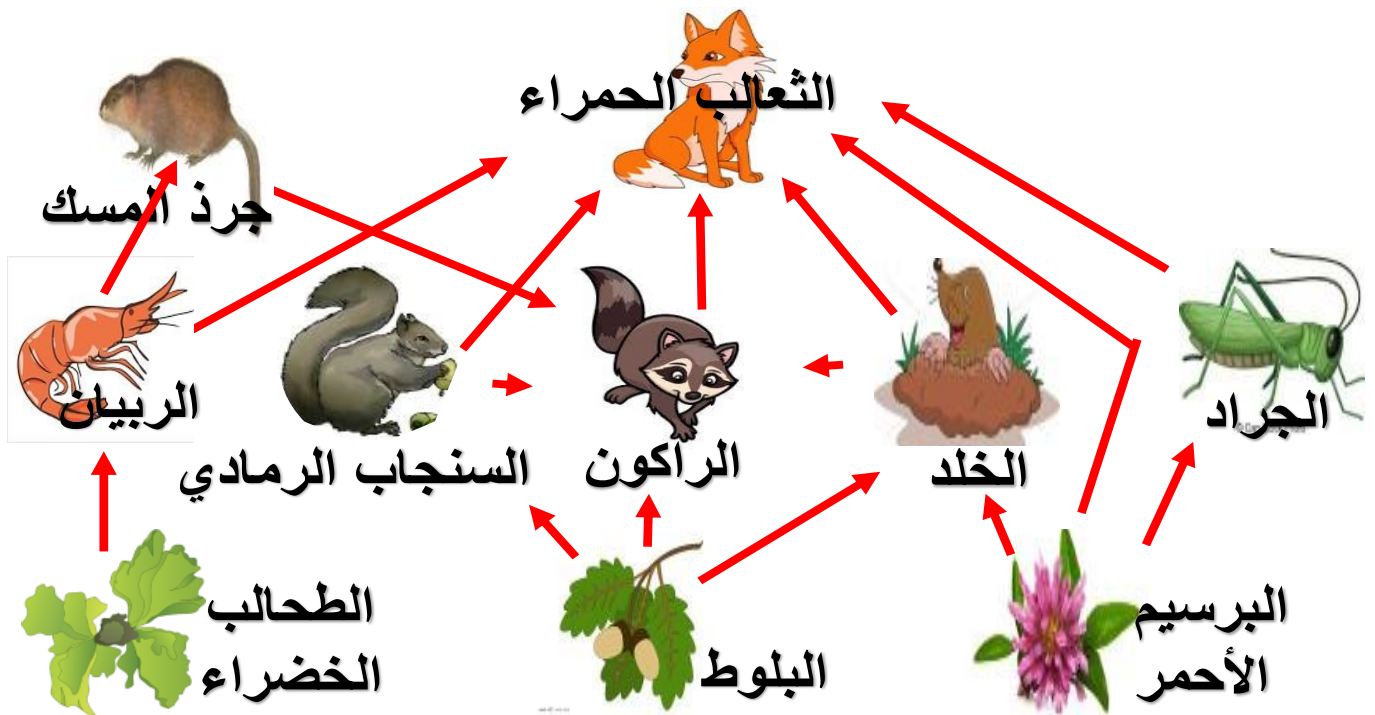 الثعالب الحمراء
جرذ المسك
الربيان
السنجاب الرمادي
الراكون
الخلد
الجراد
الطحالب
الخضراء
البلوط
البرسيم
الأحمر